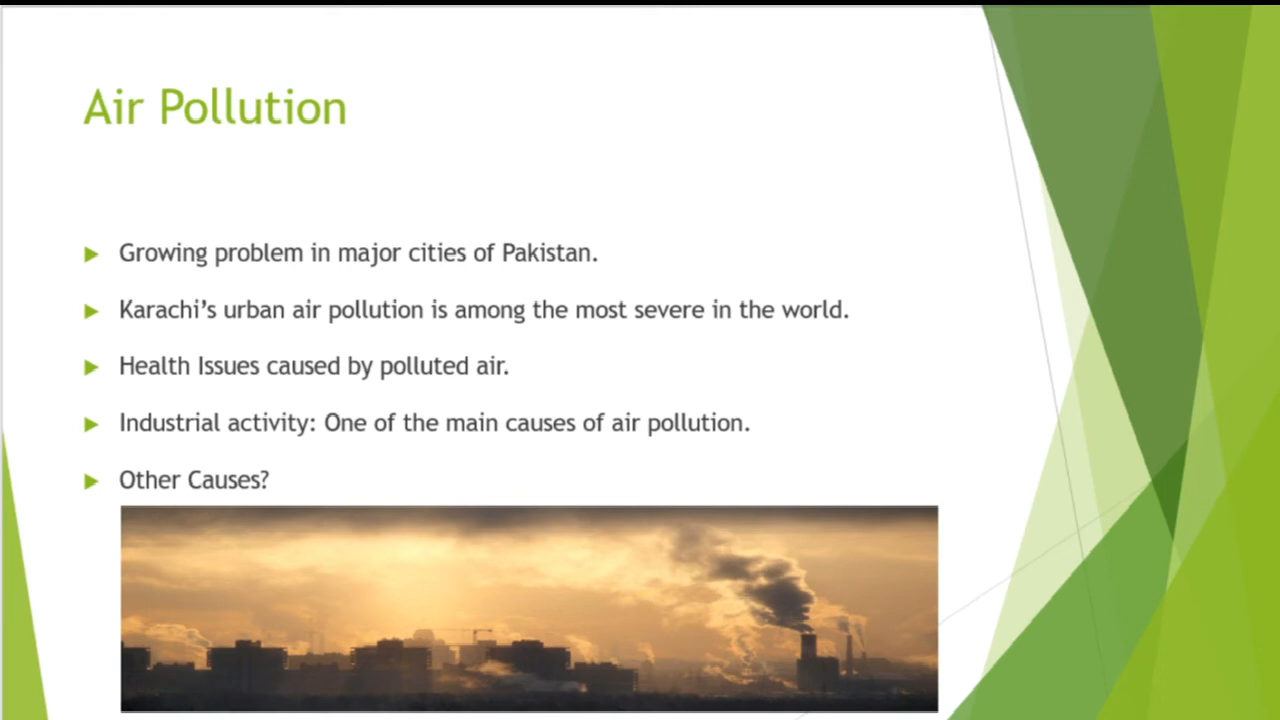 Air Pollution
Growing problem in major cities of Pakistan.
Karachi’s urban air pollution is among the most severe in the world.
Health Issues caused by polluted air.
Industrial activity: One of the main causes of air pollution.
Other Causes?